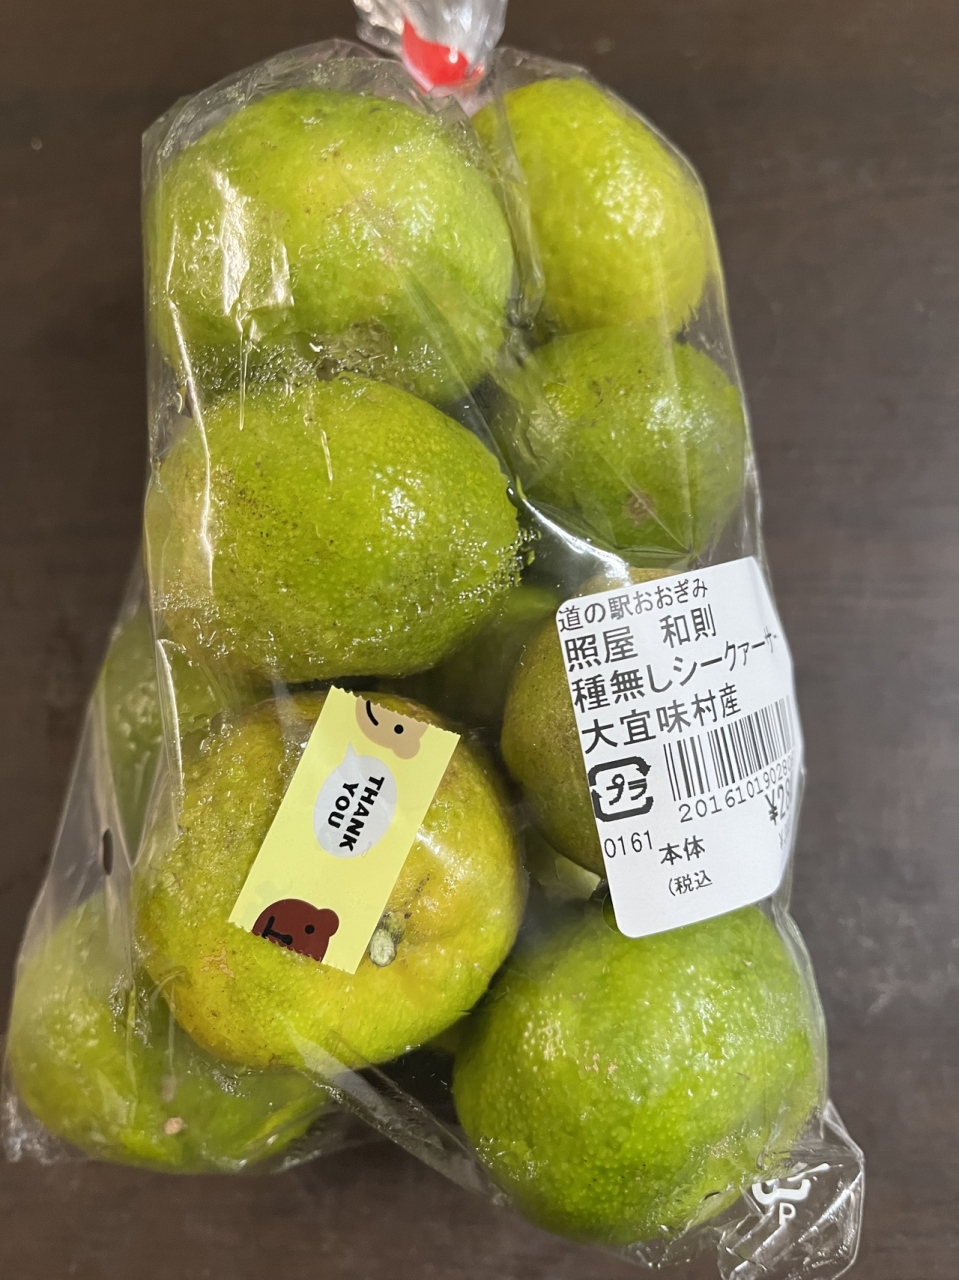 道の駅おおぎみ
照屋 和則
種無しシークァーサー
大宜味村産
プラ
0161
本体
(税込
THANK
YOU